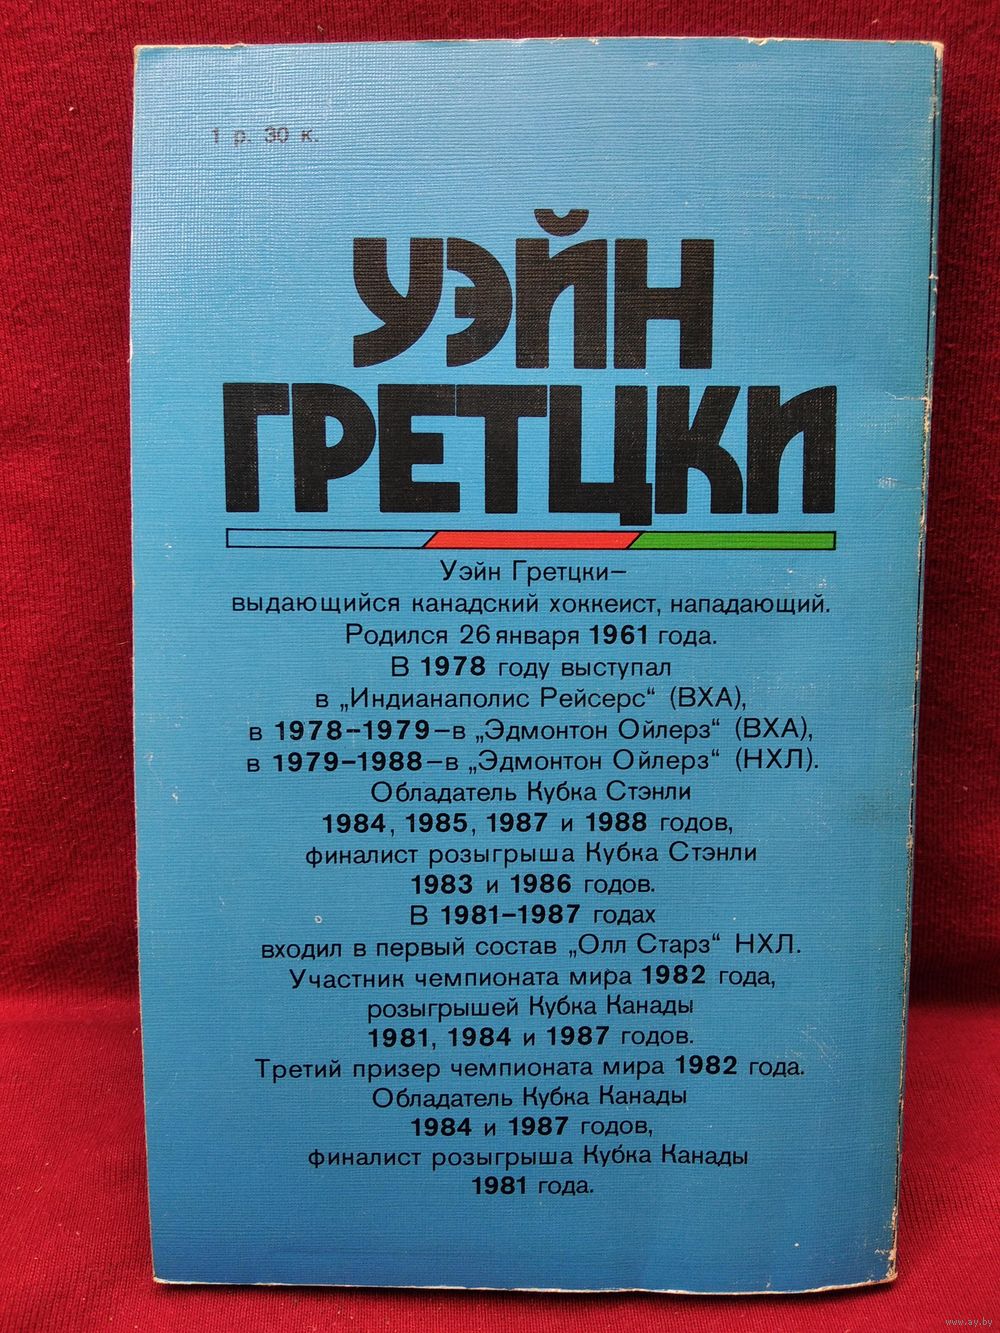 1 р. 30 к.
УЭЙН
ГРЕТЦКИ
Уэйн Гретцки—
выдающийся канадский хоккеист, нападающий.
Родился 26 января 1961 года.
В 1978 году выступал
в „Индианаполис Рейсерс“ (ВХА),
в 1978–1979–в „Эдмонтон Ойлерз“ (ВХА),
в 1979–1988–в „Эдмонтон Ойлерз“ (НХЛ).
Обладатель Кубка Стэнли
1984, 1985, 1987 и 1988 годов,
финалист розыгрыша Кубка Стэнли
1983 и 1986 годов.
В 1981–1987 годах
входил в первый состав „Олл Старз“ НХЛ.
Участник чемпионата мира 1982 года,
розыгрышей Кубка Канады
1981, 1984 и 1987 годов.
Третий призер чемпионата мира 1982 года.
Обладатель Кубка Канады
1984 и 1987 годов,
финалист розыгрыша Кубка Канады
1981 года.
www.ay.by